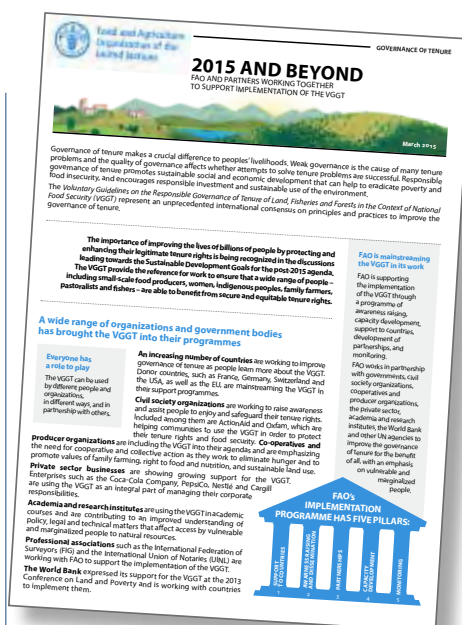 Food and Agriculture
Organization of the
United Nations
GOVERNANCE OF TENURE
2015 AND BEYOND
FAO AND PARTNERS WORKING TOGETHER
TO SUPPORT IMPLEMENTATION OF THE VGGT
March 2015
Governance of tenure makes a crucial difference to peoples' livelihoods. Weak governance is the cause of many tenure
problems and the quality of governance affects whether attempts to solve tenure problems are successful. Responsible
governance of tenure promotes sustainable social and economic development that can help to eradicate poverty and
food insecurity, and encourages responsible investment and sustainable use of the environment.
The Voluntary Guidelines on the Responsible Governance of Tenure of Land, Fisheries and Forests in the Context of National
Food Security (VGGT) represent an unprecedented international consensus on principles and practices to improve the
governance of tenure.
The importance of improving the lives of billions of people by protecting and
enhancing their legitimate tenure rights is being recognized in the discussions
leading towards the Sustainable Development Goals for the post-2015 agenda.
The VGGT provide the reference for work to ensure that a wide range of people –
including small-scale food producers, women, indigenous peoples, family farmers,
pastoralists and fishers – are able to benefit from secure and equitable tenure rights.
FAO is mainstreaming
the VGGT in its work
FAO is supporting
the implementation
of the VGGT through
a programme of
awareness raising,
capacity development,
support to countries,
development of
partnerships, and
monitoring.
FAO works in partnership
with governments, civil
society organizations,
cooperatives and
producer organizations,
the private sector,
academia and research
institutes, the World Bank
and other UN agencies to
improve the governance
of tenure for the benefit
of all, with an emphasis
on vulnerable and
marginalized
people.
A wide range of organizations and government bodies
has brought the VGGT into their programmes
Everyone has
a role to play
The VGGT can be used
by different people and
organizations,
in different ways, and in
partnership with others.
An increasing number of countries are working to improve
governance of tenure as people learn more about the VGGT.
Donor countries, such as France, Germany, Switzerland and
the USA, as well as the EU, are mainstreaming the VGGT in
their support programmes.
Civil society organizations are working to raise awareness
and assist people to enjoy and safeguard their tenure rights.
Included among them are ActionAid and Oxfam, which are
helping communities to use the VGGT in order to protect
their tenure rights and food security. Co-operatives and
producer organizations are including the VGGT into their agendas and are emphasizing
the need for cooperative and collective action as they work to eliminate hunger and to
promote values of family farming, right to food and nutrition, and sustainable land use.
Private sector businesses are showing growing support for the VGGT.
Enterprises such as the Coca-Cola Company, PepsiCo, Nestlé and Cargill
are using the VGGT as an integral part of managing their corporate
responsibilities.
Academia and research institutes are using the VGGT in academic
courses and are contributing to an improved understanding of
policy, legal and technical matters that affect access by vulnerable
and marginalized people to natural resources.
Professional associations such as the International Federation of
Surveyors (FIG) and the International Union of Notaries (UINL) are
working with FAO to support the implementation of the VGGT.
The World Bank expressed its support for the VGGT at the 2013
Conference on Land and Poverty and is working with countries
to implement them.
FAO's
IMPLEMENTATION
PROGRAMME HAS FIVE PILLARS:
SUPPORT
TO COUNTRIES
1
AWARENESS RAISING
AND DISSEMINATION
2
PARTNERSHIPS
3
CAPACITY
DEVELOPMENT
4
MONITORING
5